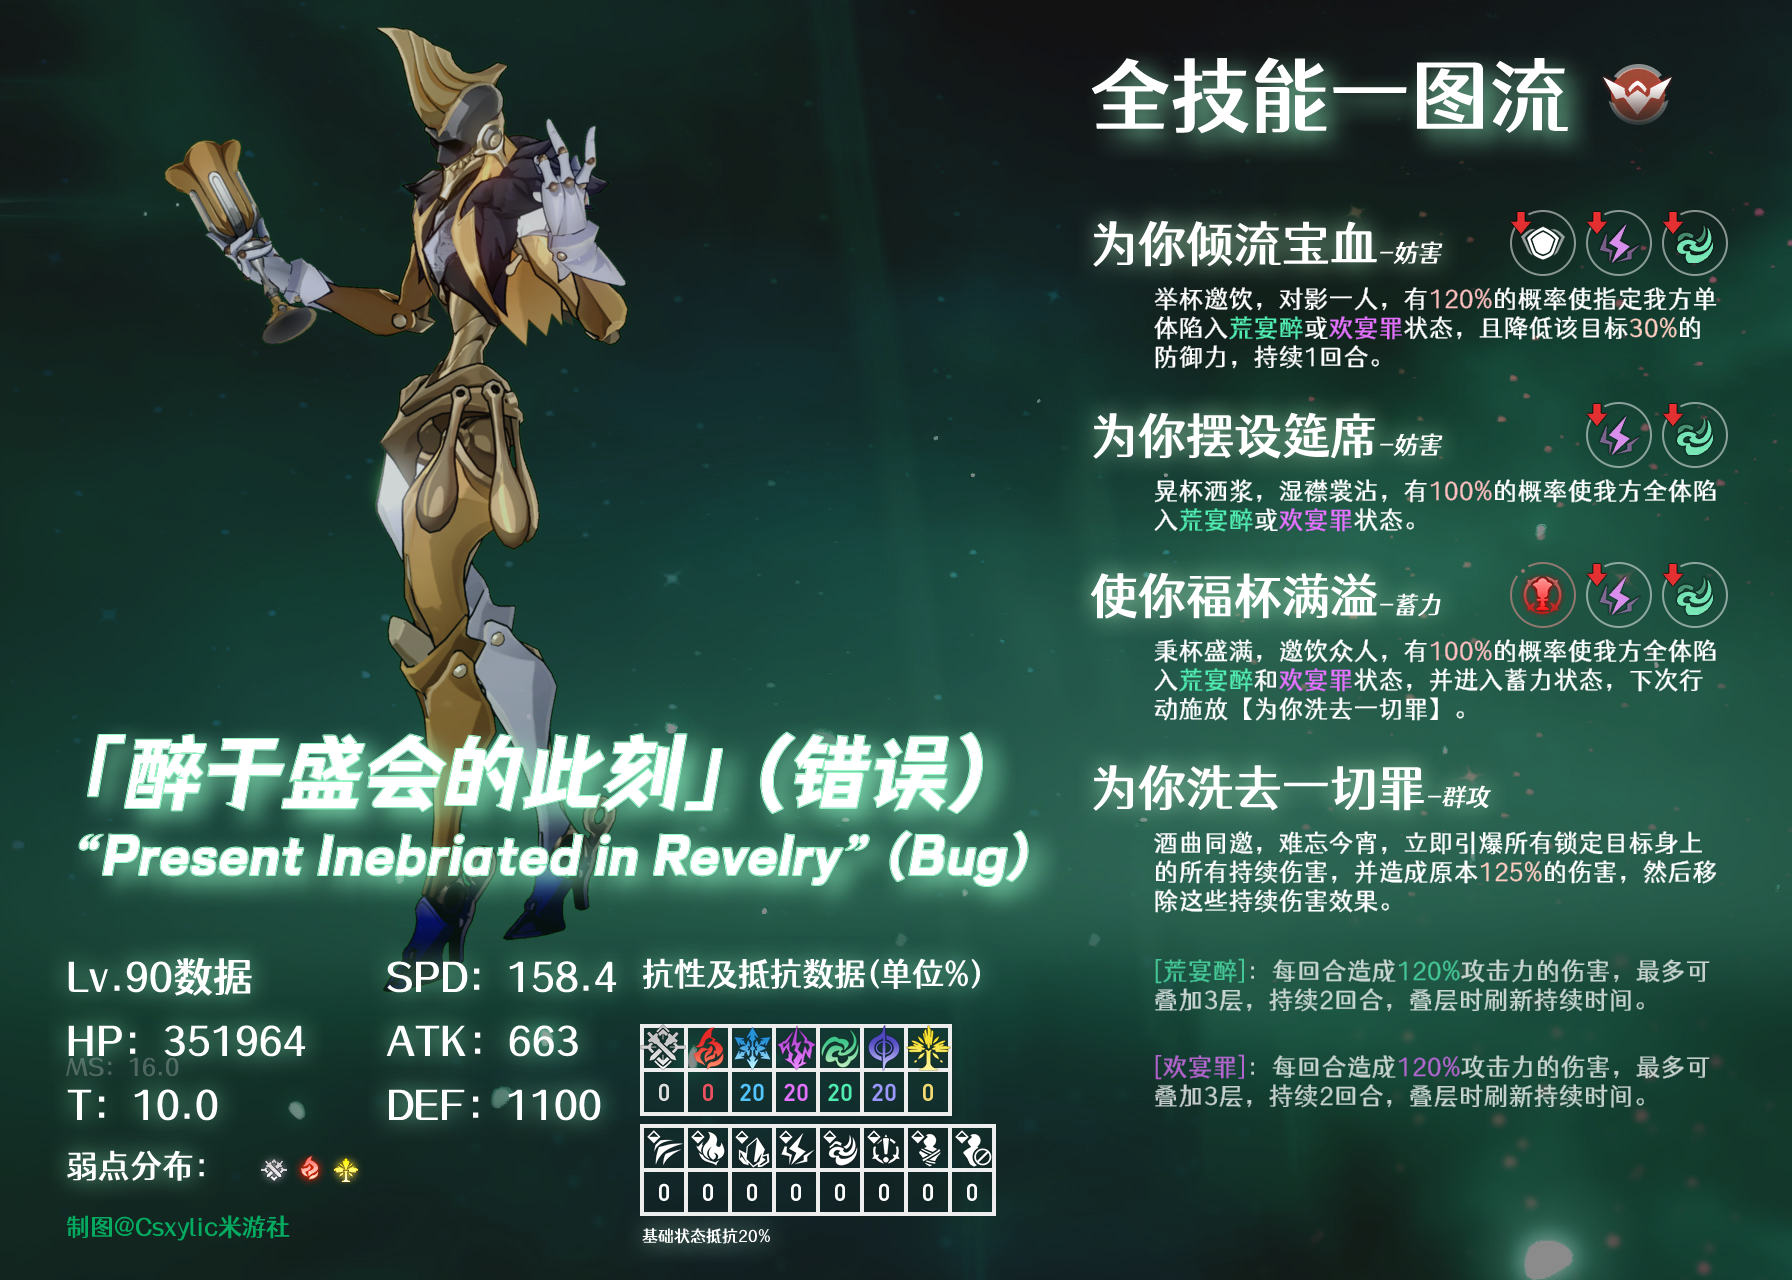 全技能一图流
为你倾流宝血-妨害
举杯邀饮，对影一人，有120%的概率使指定我方单
体陷入荒宴醉或欢宴罪状态，且降低该目标30%的
防御力，持续1回合。
为你摆设筵席-妨害
晃杯洒浆，湿襟裳沾，有100%的概率使我方全体陷
入荒宴醉或欢宴罪状态。
使你福杯满溢-蓄力
秉杯盛满，邀饮众人，有100%的概率使我方全体陷
入荒宴醉和欢宴罪状态，并进入蓄力状态，下次行
动施放【为你洗去一切罪】。
为你洗去一切罪-群攻
酒曲同邀，难忘今宵，立即引爆所有锁定目标身上
的所有持续伤害，并造成原本125%的伤害，然后移
除这些持续伤害效果。
[荒宴醉]：每回合造成120%攻击力的伤害，最多可
叠加3层，持续2回合，叠层时刷新持续时间。
[欢宴罪]：每回合造成120%攻击力的伤害，最多可
叠加3层，持续2回合，叠层时刷新持续时间。
「醉于盛会的此刻」（错误）
“Present Inebriated in Revelry”（Bug）
Lv.90数据
SPD：158.4
HP：351964
ATK：663
MS：16.0
T：10.0
DEF：1100
弱点分布：
制图@Csxylic米游社
抗性及抵抗数据(单位%)
0 0 20 20 20 20 0
0 0 0 0 0 0 0 0
基础状态抵抗20%